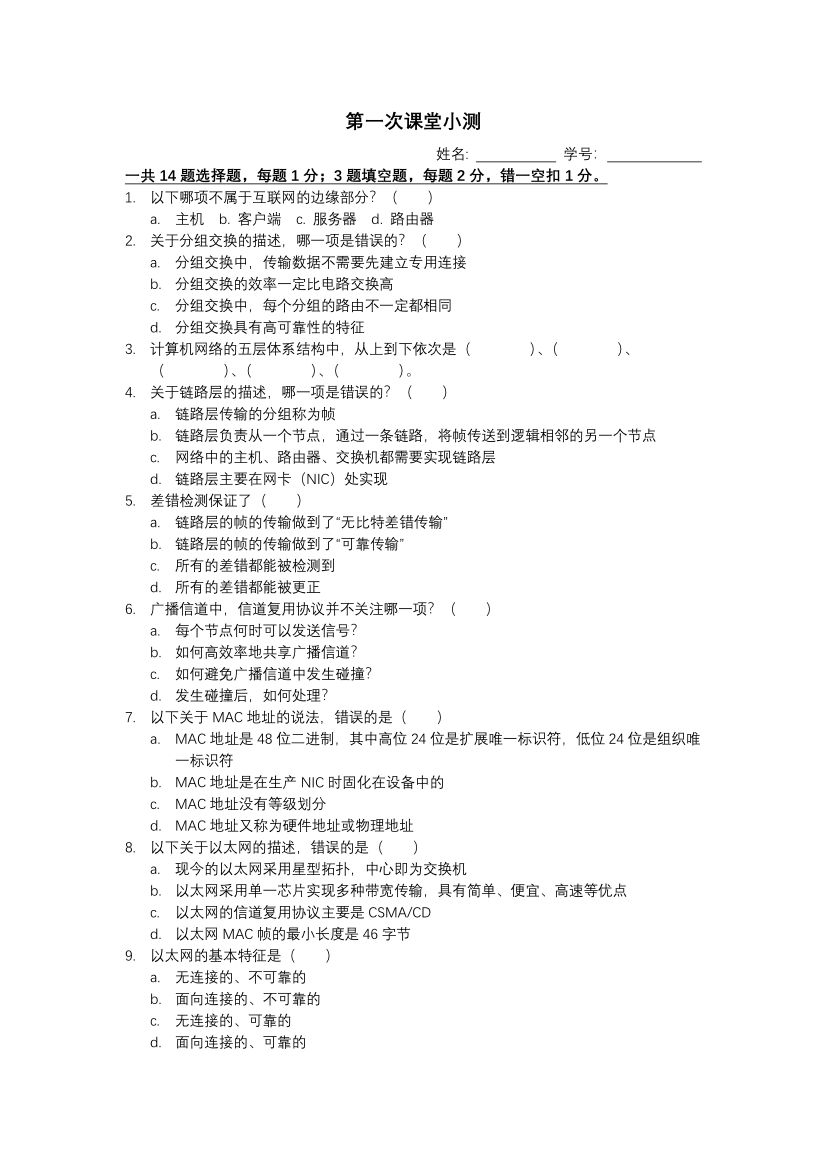 第一次课堂小测
姓名: __________ 学号: ____________
一共 14 题选择题，每题 1 分；3 题填空题，每题 2 分，错一空扣 1 分。
1. 以下哪项不属于互联网的边缘部分？（　　）
a. 主机 b. 客户端 c. 服务器 d. 路由器
2. 关于分组交换的描述，哪一项是错误的？（　　）
a. 分组交换中，传输数据不需要先建立专用连接
b. 分组交换的效率一定比电路交换高
c. 分组交换中，每个分组的路由不一定都相同
d. 分组交换具有高可靠性的特征
3. 计算机网络的五层体系结构中，从上到下依次是（　　　　）、（　　　　）、
（　　　　）、（　　　　）、（　　　　）。
4. 关于链路层的描述，哪一项是错误的？（　　）
a. 链路层传输的分组称为帧
b. 链路层负责从一个节点，通过一条链路，将帧传送到逻辑相邻的另一个节点
c. 网络中的主机、路由器、交换机都需要实现链路层
d. 链路层主要在网卡（NIC）处实现
5. 差错检测保证了（　　）
a. 链路层的帧的传输做到了“无比特差错传输”
b. 链路层的帧的传输做到了“可靠传输”
c. 所有的差错都能被检测到
d. 所有的差错都能被更正
6. 广播信道中，信道复用协议并不关注哪一项？（　　）
a. 每个节点何时可以发送信号？
b. 如何高效率地共享广播信道？
c. 如何避免广播信道中发生碰撞？
d. 发生碰撞后，如何处理？
7. 以下关于 MAC 地址的说法，错误的是（　　）
a. MAC 地址是 48 位二进制，其中高位 24 位是扩展唯一标识符，低位 24 位是组织唯
一标识符
b. MAC 地址是在生产 NIC 时固化在设备中的
c. MAC 地址没有等级划分
d. MAC 地址又称为硬件地址或物理地址
8. 以下关于以太网的描述，错误的是（　　）
a. 现今的以太网采用星型拓扑，中心即为交换机
b. 以太网采用单一芯片实现多种带宽传输，具有简单、便宜、高速等优点
c. 以太网的信道复用协议主要是 CSMA/CD
d. 以太网 MAC 帧的最小长度是 46 字节
9. 以太网的基本特征是（　　）
a. 无连接的、不可靠的
b. 面向连接的、不可靠的
c. 无连接的、可靠的
d. 面向连接的、可靠的